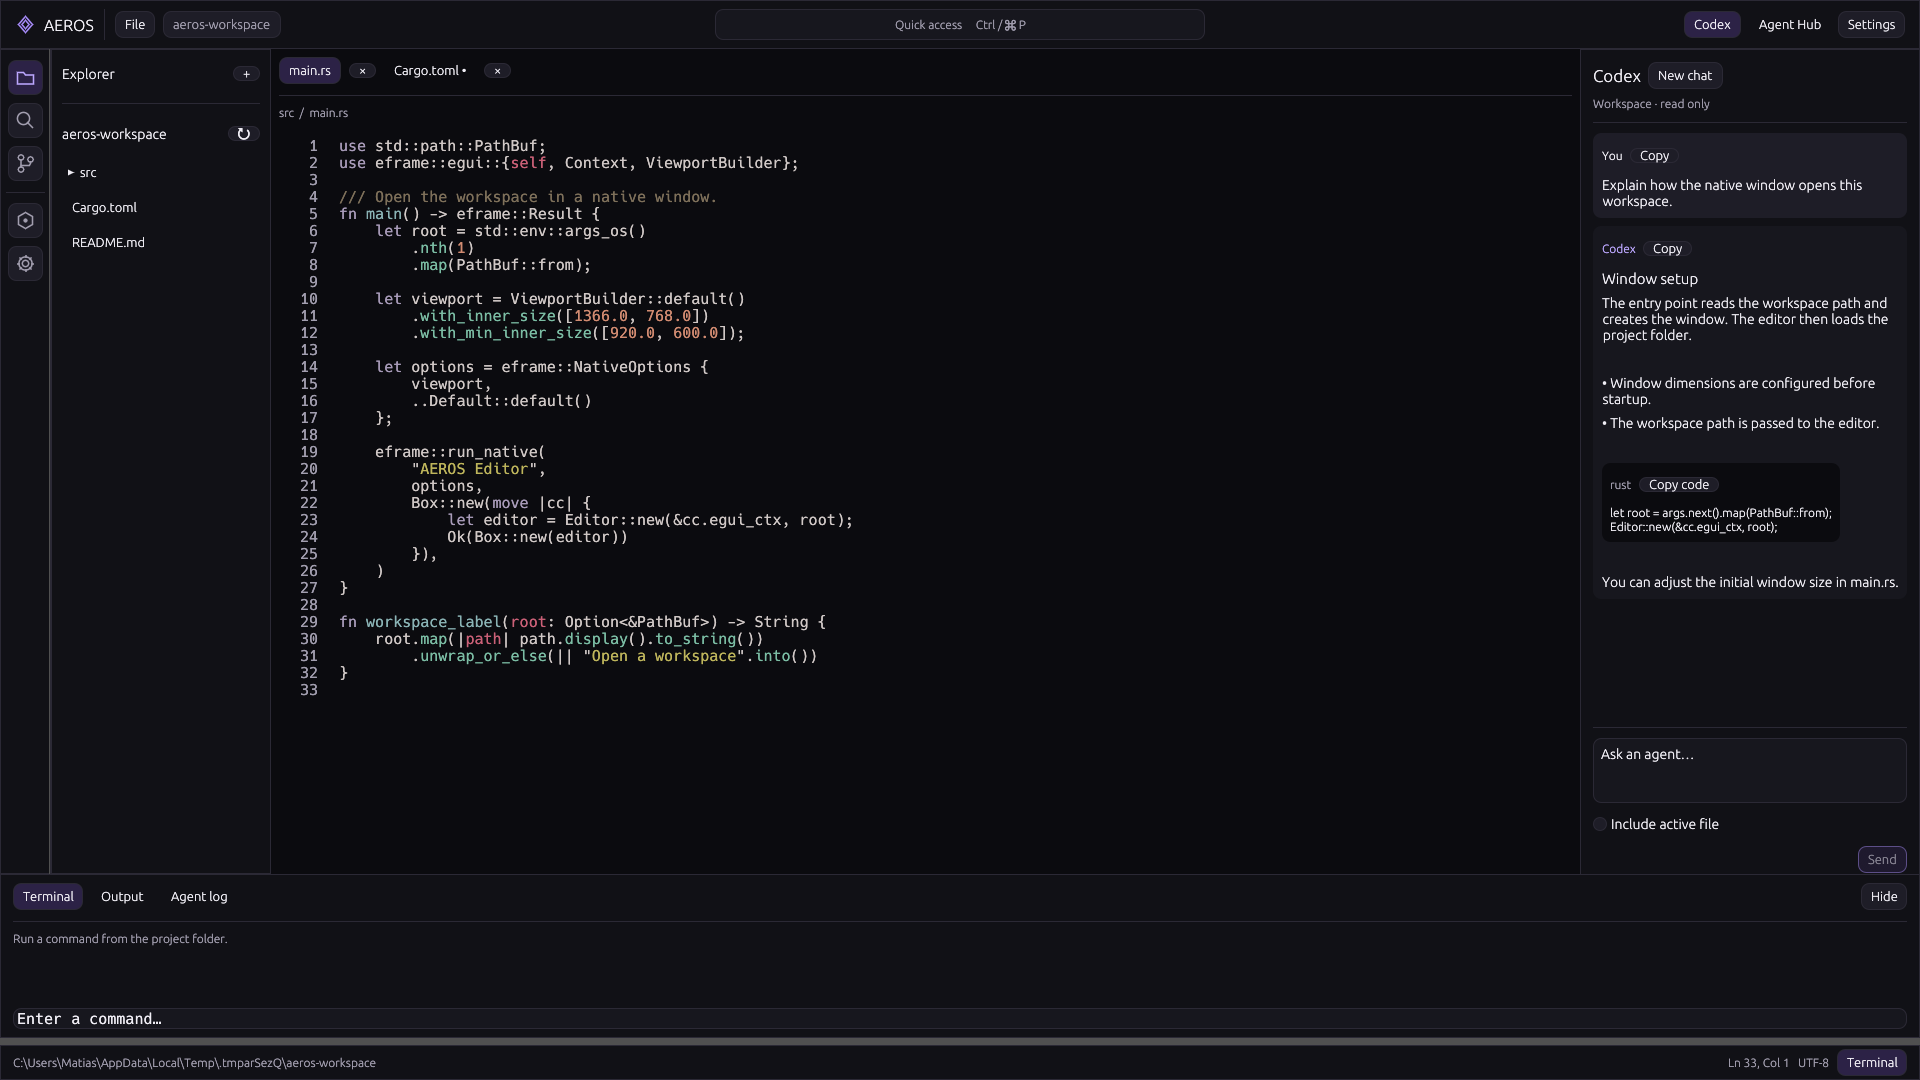 AEROS
File
aeros-workspace
Quick access Ctrl/⌘P
Codex
Agent Hub
Settings
Explorer
+
aeros-workspace
src
Cargo.toml
README.md
main.rs ×
Cargo.toml • ×
src / main.rs
1 use std::path::PathBuf;
2 use eframe::egui::{self, Context, ViewportBuilder};
3
4 /// Open the workspace in a native window.
5 fn main() -> eframe::Result {
6     let root = std::env::args_os()
7         .nth(1)
8         .map(PathBuf::from);
9
10     let viewport = ViewportBuilder::default()
11         .with_inner_size([1366.0, 768.0])
12         .with_min_inner_size([920.0, 600.0]);
13
14     let options = eframe::NativeOptions {
15         viewport,
16         ..Default::default()
17     };
18
19     eframe::run_native(
20         "AEROS Editor",
21         options,
22         Box::new(move |cc| {
23             let editor = Editor::new(&cc.egui_ctx, root);
24             Ok(Box::new(editor))
25         }),
26     )
27 }
28
29 fn workspace_label(root: Option<&PathBuf>) -> String {
30     root.map(|path| path.display().to_string())
31         .unwrap_or_else(|| "Open a workspace".into())
32 }
33
Codex New chat
Workspace · read only
You Copy
Explain how the native window opens this
workspace.
Codex Copy
Window setup
The entry point reads the workspace path and
creates the window. The editor then loads the
project folder.
• Window dimensions are configured before
startup.
• The workspace path is passed to the editor.
rust Copy code
let root = args.next().map(PathBuf::from);
Editor::new(&cc.egui_ctx, root);
You can adjust the initial window size in main.rs.
Ask an agent…
Include active file
Send
Terminal
Output
Agent log
Hide
Run a command from the project folder.
Enter a command…
C:\Users\Matias\AppData\Local\Temp\.tmparSezQ\aeros-workspace
Ln 33, Col 1 UTF-8 Terminal